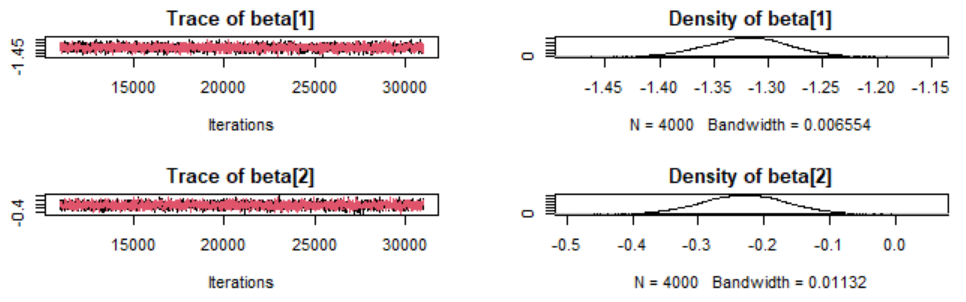 Trace of beta[1]
-1.45
15000 20000 25000 30000
Iterations
Density of beta[1]
0
-1.45 -1.40 -1.35 -1.30 -1.25 -1.20 -1.15
N = 4000 Bandwidth = 0.006554
Trace of beta[2]
-0.4
15000 20000 25000 30000
Iterations
Density of beta[2]
0
-0.5 -0.4 -0.3 -0.2 -0.1 0.0
N = 4000 Bandwidth = 0.01132